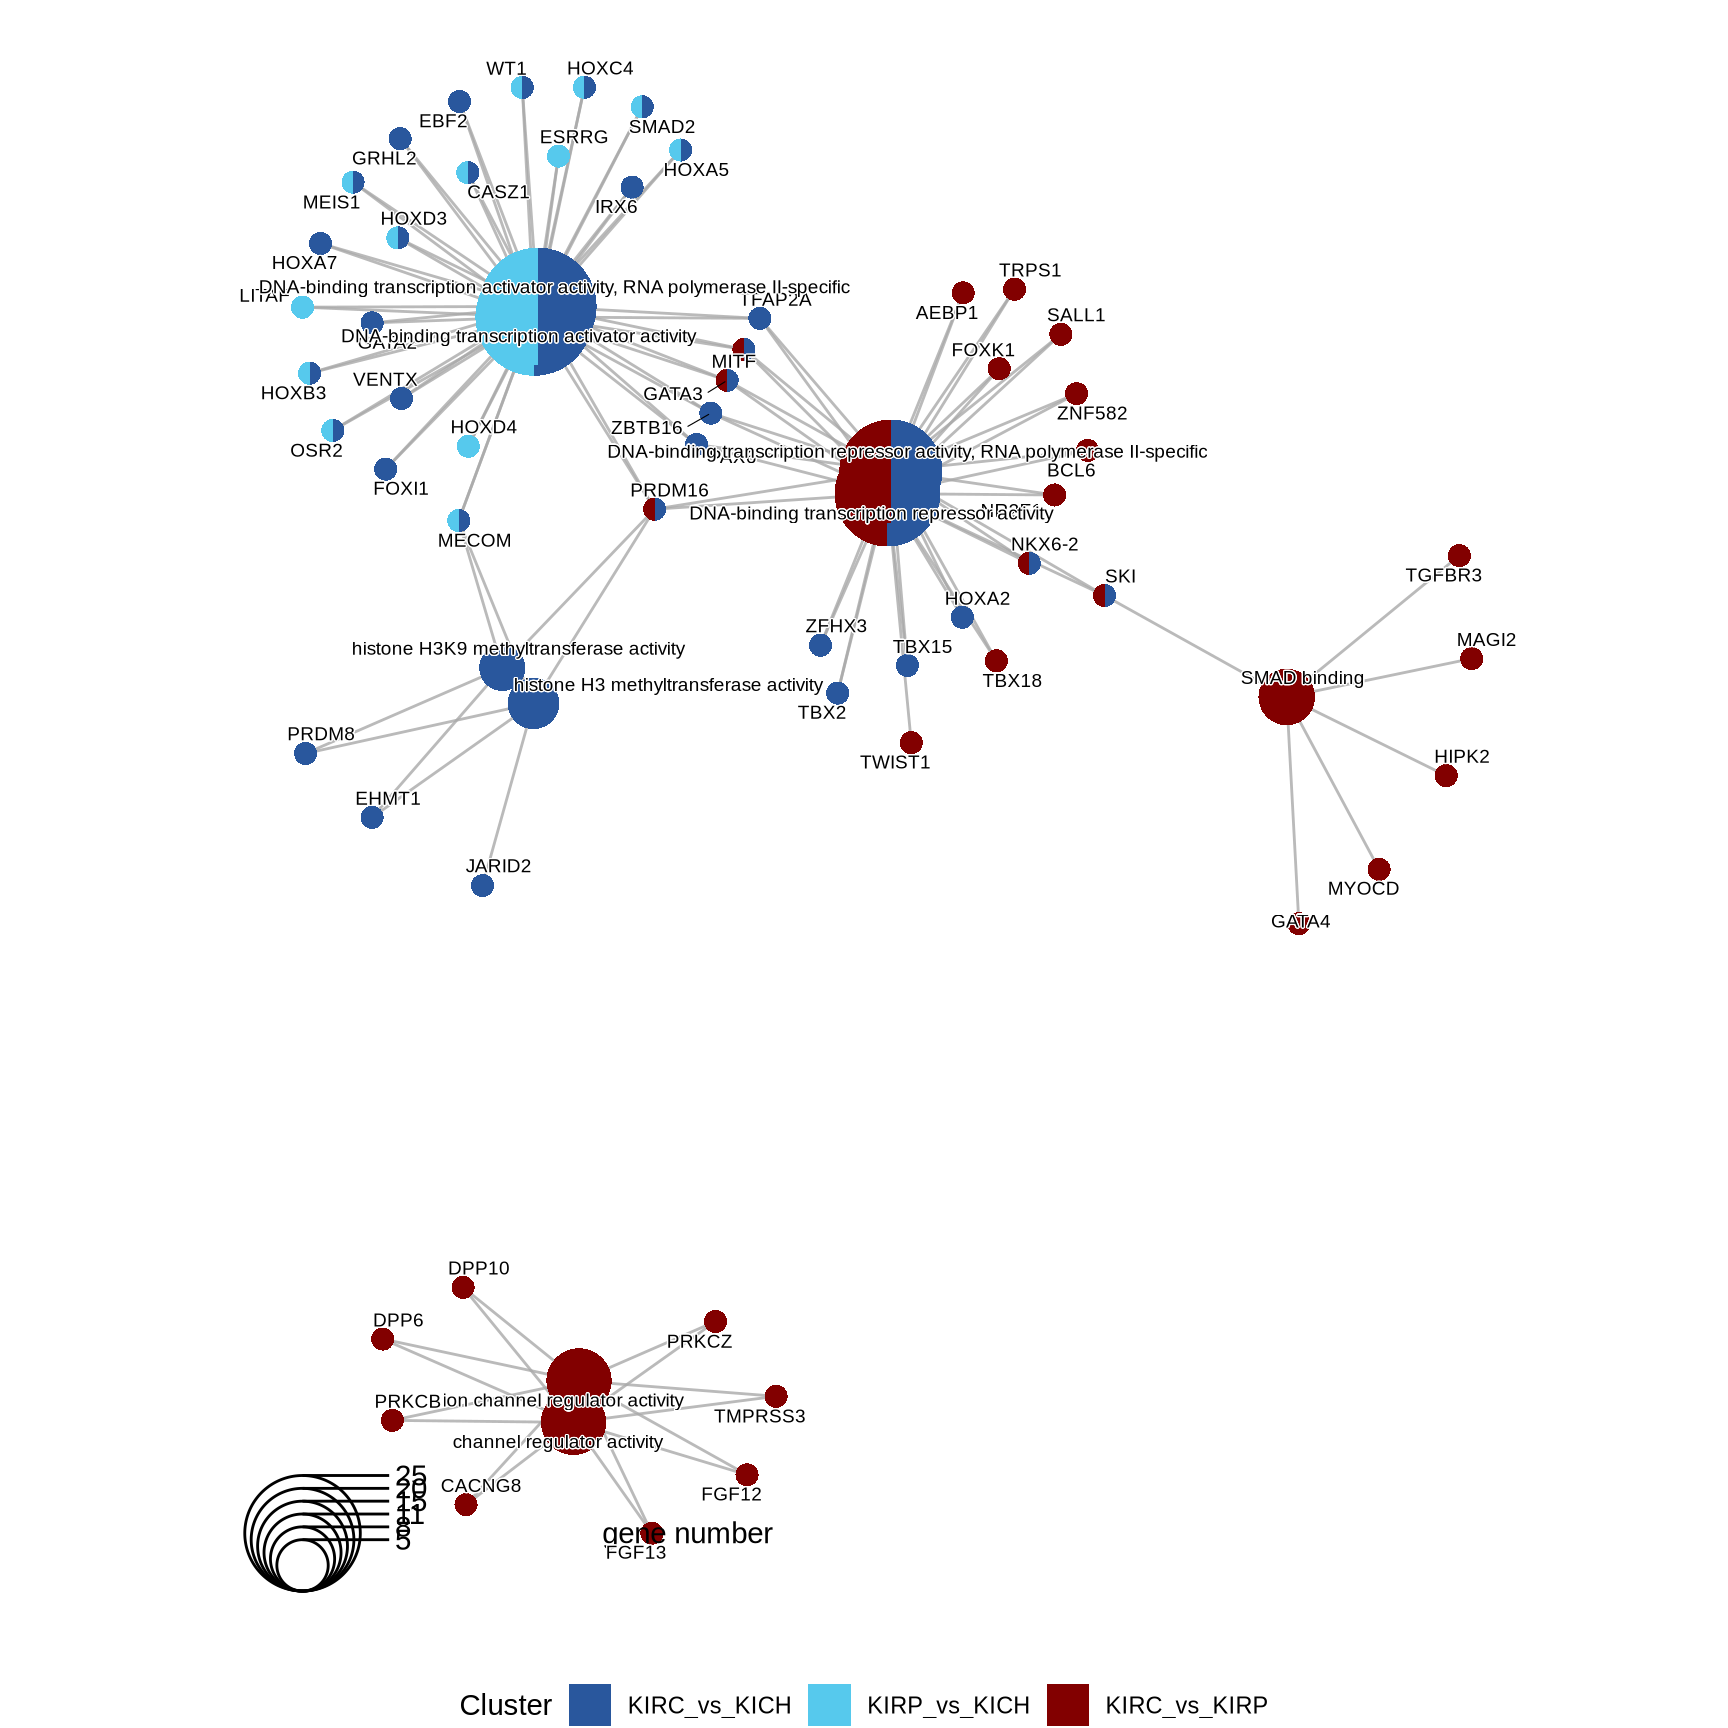 WT1
HOXC4
EBF2
SMAD2
ESRRG
GRHL2
HOXA5
CASZ1
MEIS1
IRX6
HOXD3
HOXA7
TRPS1
DNA-binding transcription activator activity, RNA polymerase II-specific
LITAF
TFAP2A
AEBP1
SALL1
DNA-binding transcription activator activity
GATA2
FOXK1
MITF
VENTX
HOXB3
GATA3
ZNF582
HOXD4
ZBTB16
OSR2
DNA-binding transcription repressor activity, RNA polymerase II-specific
BCL6
FOXI1
PRDM16
DNA-binding transcription repressor activity
MECOM
NKX6-2
TGFBR3
SKI
HOXA2
ZFHX3
MAGI2
TBX15
histone H3K9 methyltransferase activity
SMAD binding
TBX18
histone H3 methyltransferase activity
TBX2
PRDM8
HIPK2
TWIST1
EHMT1
JARID2
MYOCD
GATA4
DPP10
DPP6
PRKCZ
PRKCB
ion channel regulator activity
TMPRSS3
channel regulator activity
25
CACNG8
20
FGF12
15
11
8
gene number
5
FGF13
Cluster
KIRC_vs_KICH
KIRP_vs_KICH
KIRC_vs_KIRP